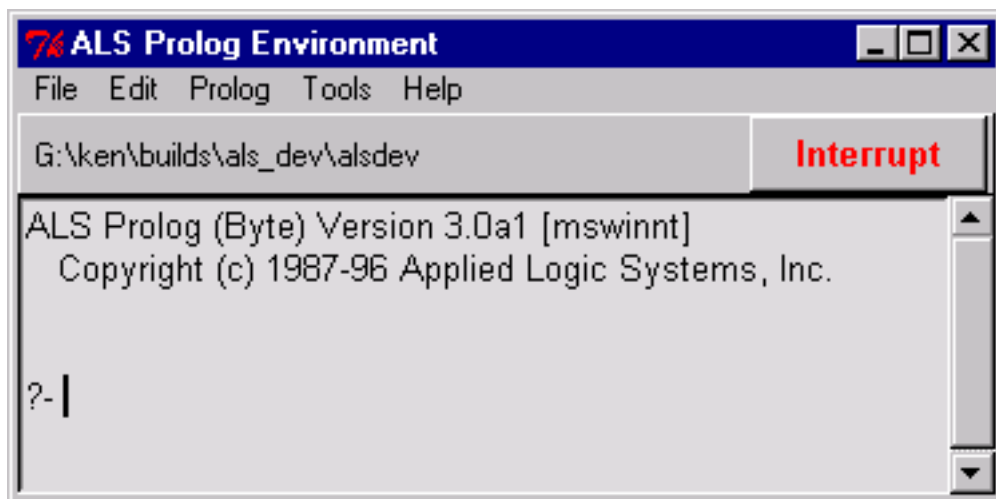 ALS Prolog Environment
File Edit Prolog Tools Help
G:\ken\builds\als_dev\alsdev
Interrupt
ALS Prolog (Byte) Version 3.0a1 [mswinnt]
Copyright (c) 1987-96 Applied Logic Systems, Inc.
?-